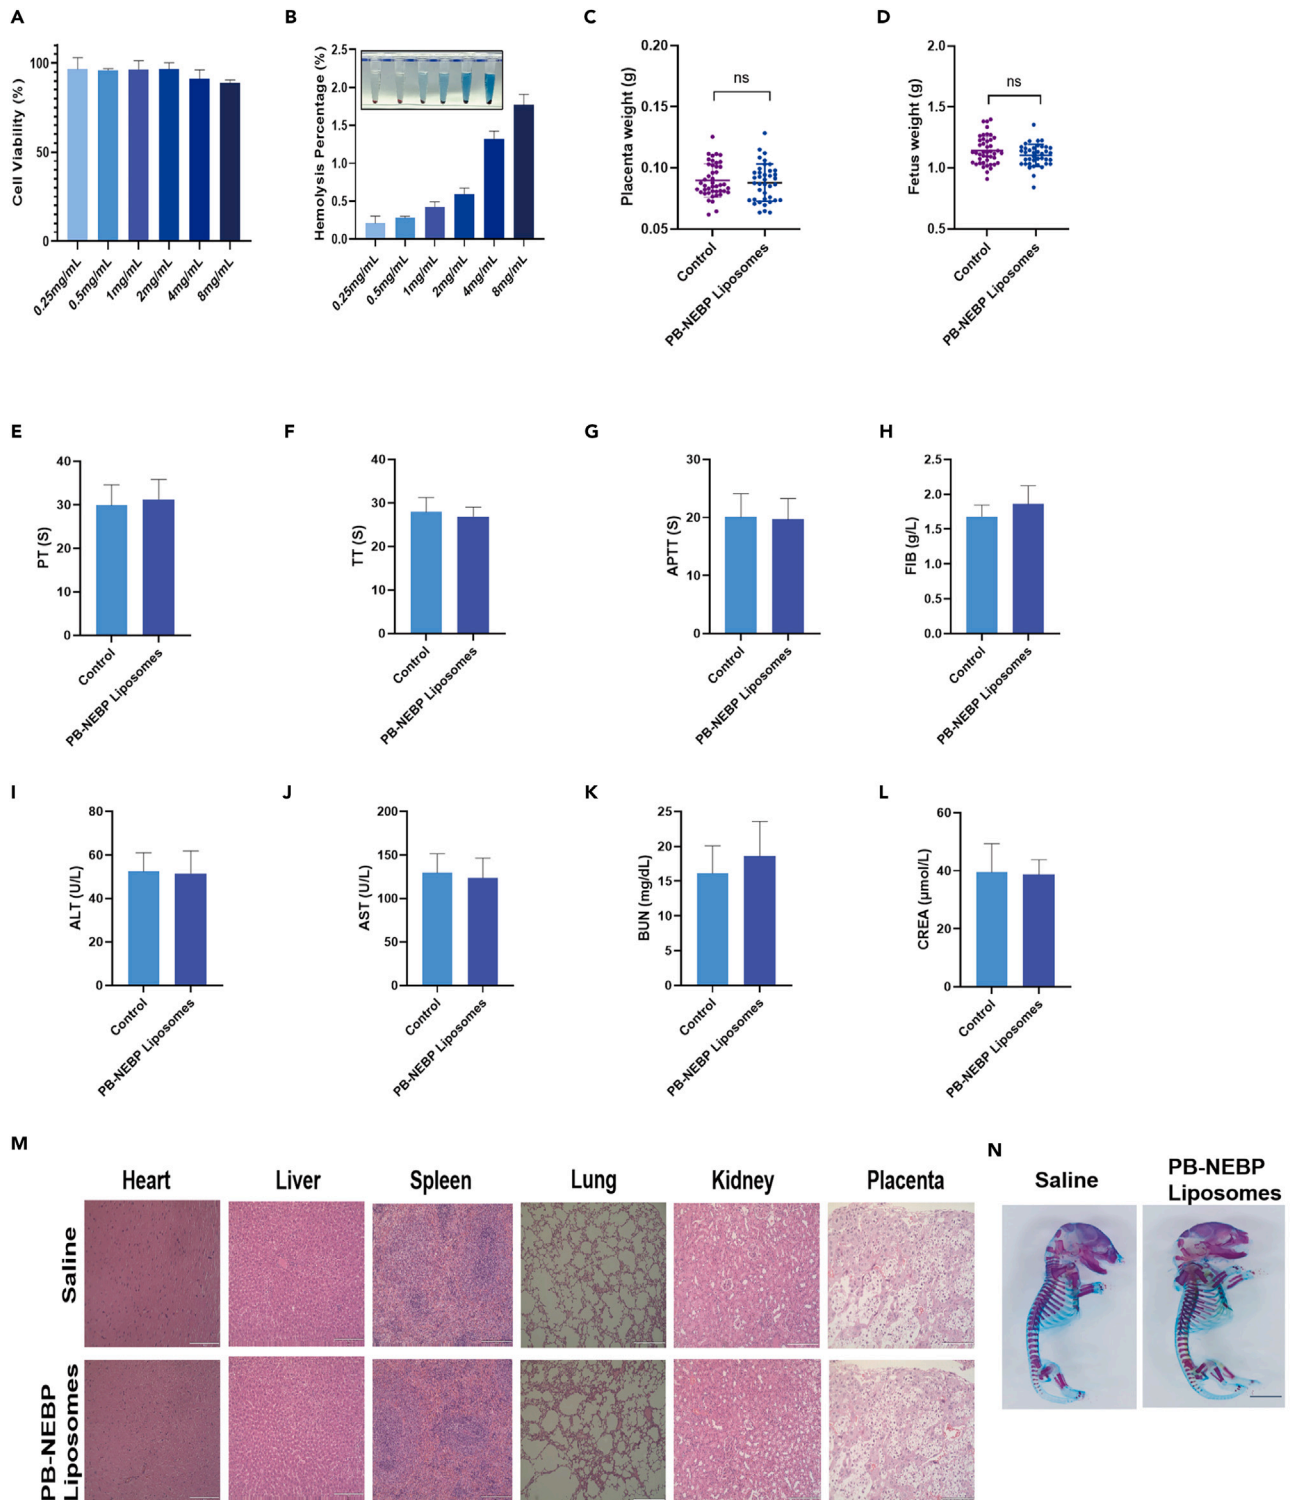 A
Cell Viability (%)
100
50
0
0.25mg/mL
0.5mg/mL
1mg/mL
2mg/mL
4mg/mL
8mg/mL
B
Hemolysis Percentage (%)
2.5
2.0
1.5
1.0
0.5
0.0
0.25mg/mL
0.5mg/mL
1mg/mL
2mg/mL
4mg/mL
8mg/mL
C
Placenta weight (g)
0.20
0.15
0.10
0.05
ns
Control
PB-NEBP Liposomes
D
Fetus weight (g)
2.0
1.5
1.0
0.5
ns
Control
PB-NEBP Liposomes
E
PT (S)
40
30
20
10
0
Control
PB-NEBP Liposomes
F
TT (S)
40
30
20
10
0
Control
PB-NEBP Liposomes
G
APTT (S)
30
20
10
0
Control
PB-NEBP Liposomes
H
FIB (g/L)
2.5
2.0
1.5
1.0
0.5
0.0
Control
PB-NEBP Liposomes
I
ALT (U/L)
80
60
40
20
0
Control
PB-NEBP Liposomes
J
AST (U/L)
200
150
100
50
0
Control
PB-NEBP Liposomes
K
BUN (mg/dL)
25
20
15
10
5
0
Control
PB-NEBP Liposomes
L
CREA (μmol/L)
60
40
20
0
Control
PB-NEBP Liposomes
M
Heart
Liver
Spleen
Lung
Kidney
Placenta
Saline
PB-NEBP
Liposomes
N
Saline
PB-NEBP
Liposomes